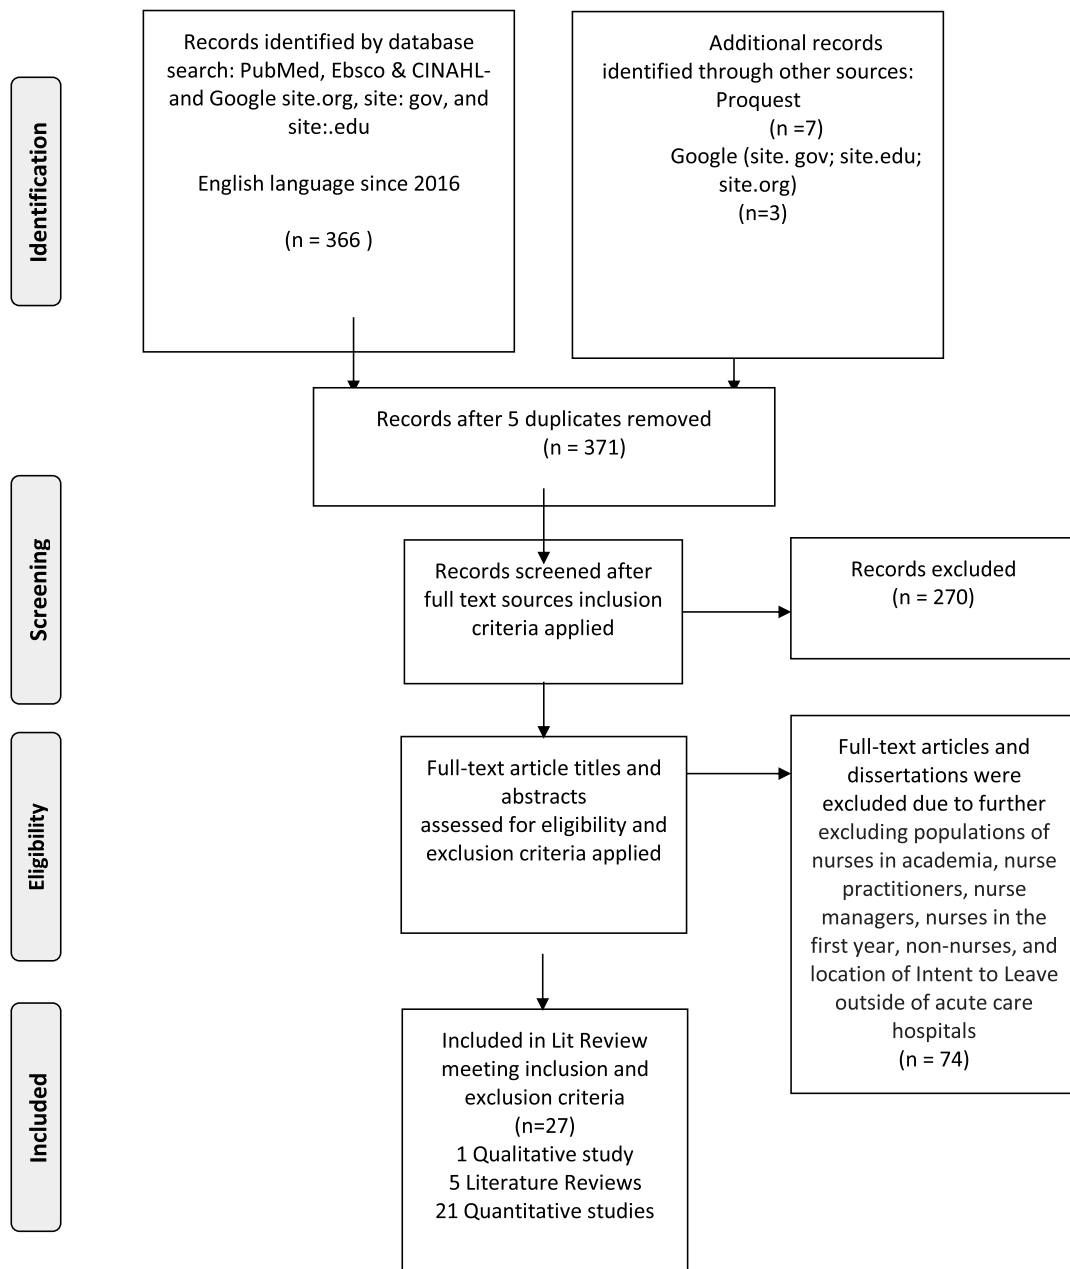 Identification
Records identified by database
search: PubMed, Ebsco & CINAHL-
and Google site.org, site: gov, and
site:.edu
English language since 2016
(n = 366 )
Additional records
identified through other sources:
Proquest
(n =7)
Google (site. gov; site.edu;
site.org)
(n=3)
Records after 5 duplicates removed
(n = 371)
Screening
Records screened after
full text sources inclusion
criteria applied
Records excluded
(n = 270)
Eligibility
Full-text article titles and
abstracts
assessed for eligibility and
exclusion criteria applied
Full-text articles and
dissertations were
excluded due to further
excluding populations of
nurses in academia, nurse
practitioners, nurse
managers, nurses in the
first year, non-nurses, and
location of Intent to Leave
outside of acute care
hospitals
(n = 74)
Included
Included in Lit Review
meeting inclusion and
exclusion criteria
(n=27)
1 Qualitative study
5 Literature Reviews
21 Quantitative studies